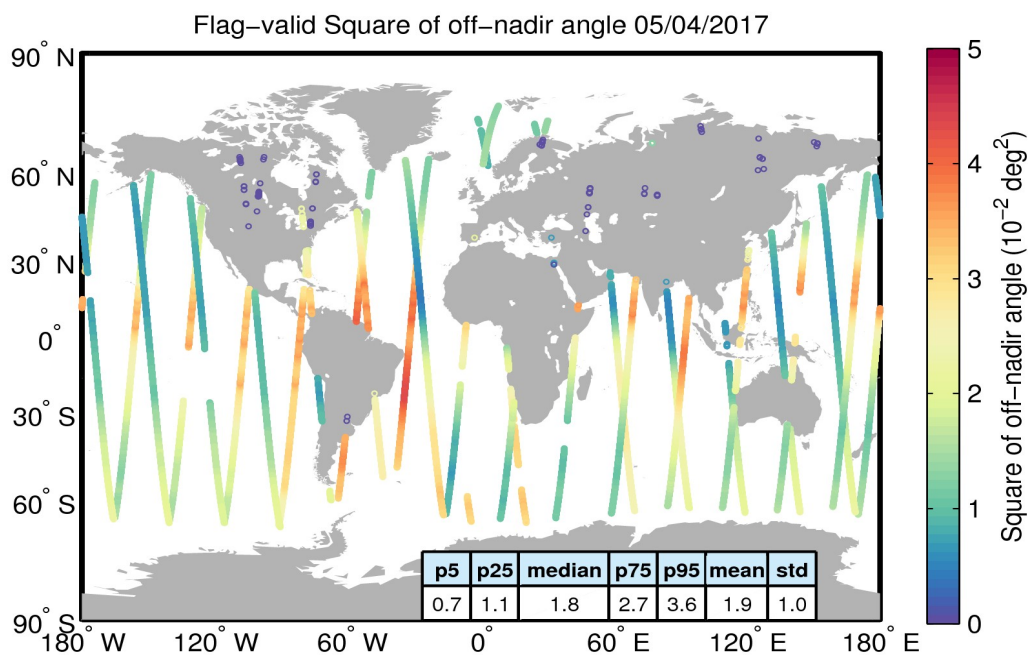 Flag−valid Square of off−nadir angle 05/04/2017
90° N
60° N
30° N
0°
30° S
60° S
90° S
180° W
120° W
60° W
0°
60° E
120° E
180° E
p5 p25 median p75 p95 mean std
0.7 1.1 1.8 2.7 3.6 1.9 1.0
5
4
3
2
1
0
Square of off−nadir angle (10⁻² deg²)